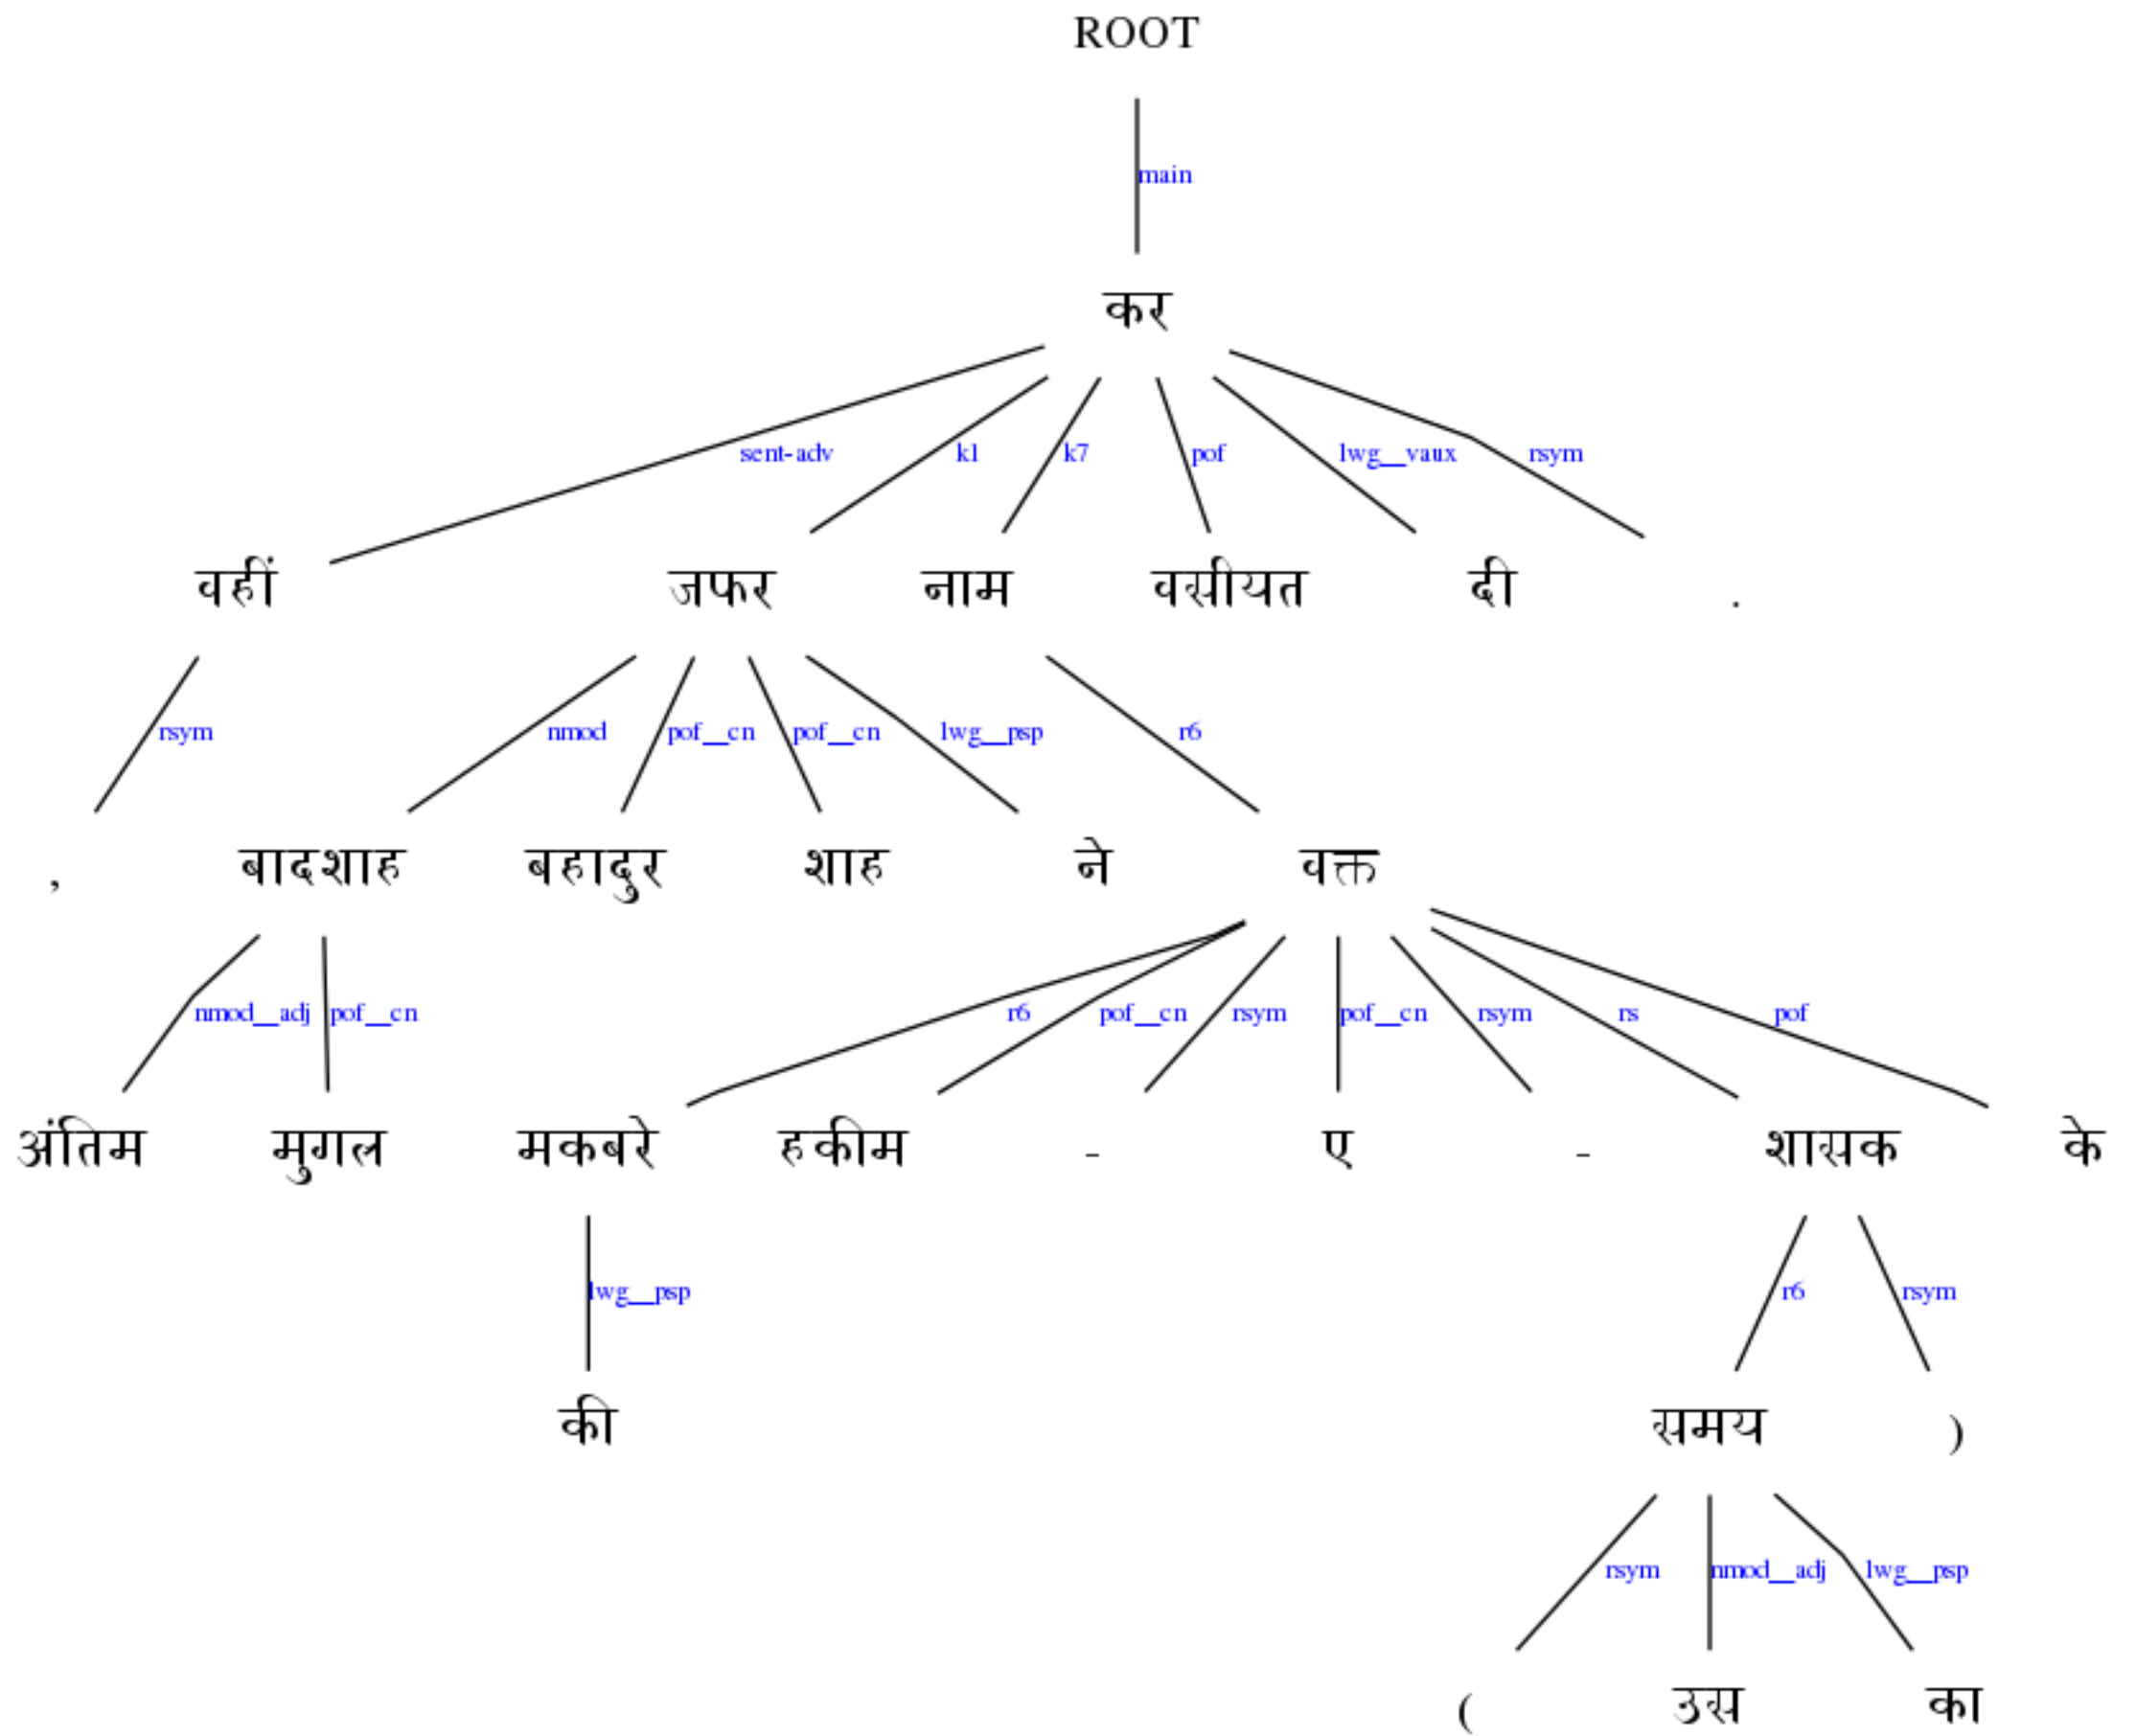 ROOT
main
कर
sent-adv k1 k7 pof lwg__vaux rsym
वहीं जफर नाम वसीयत दी .
rsym nmod pof__cn pof__cn lwg__psp r6
, बादशाह बहादुर शाह ने वक्त
nmod__adj pof__cn r6 pof__cn rsym pof__cn rsym rs pof
अंतिम मुगल मकबरे हकीम - ए - शासक के
lwg__psp r6 rsym
की समय )
rsym nmod__adj lwg__psp
( उस का